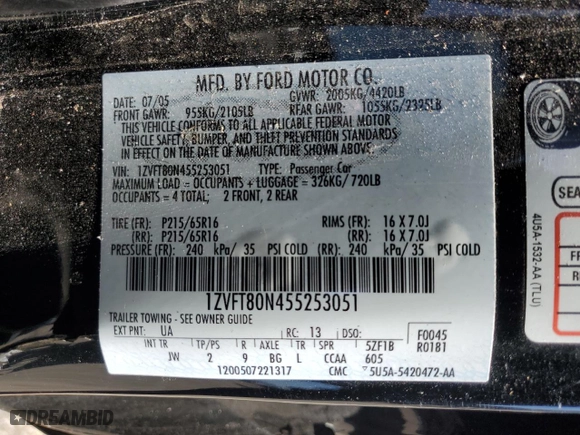 MFD. BY FORD MOTOR CO.
DATE: 07/05 GVWR: 2005KG/4420LB
FRONT GAWR: 955KG/2105LB REAR GAWR: 1055KG/2325LB
THIS VEHICLE CONFORMS TO ALL APPLICABLE FEDERAL MOTOR
VEHICLE SAFETY, BUMPER, AND THEFT PREVENTION STANDARDS
IN EFFECT ON THE DATE OF MANUFACTURE SHOWN ABOVE.
VIN: 1ZVFT80N455253051 TYPE: Passenger Car
MAXIMUM LOAD = OCCUPANTS + LUGGAGE = 326KG/720LB
OCCUPANTS = 4 TOTAL; 2 FRONT, 2 REAR
TIRE (FR): P215/65R16 RIMS (FR): 16 X 7.0J
(RR): P215/65R16 (RR): 16 X 7.0J
PRESSURE (FR): 240 kPa/ 35 PSI COLD (RR): 240 kPa/ 35 PSI COLD
1ZVFT80N455253051
TRAILER TOWING - SEE OWNER GUIDE
EXT PNT: UA RC: 13 DSO: F0045
R0181
INT TR TP/PS R AXLE TR SPR 5ZF1B
JW 2 9 BG L CCAA 605
1200507221317 CMC 5U5A-5420472-AA
4U5A-1532-AA (TLU)
SEA
FR
RE
S
DREAMBID